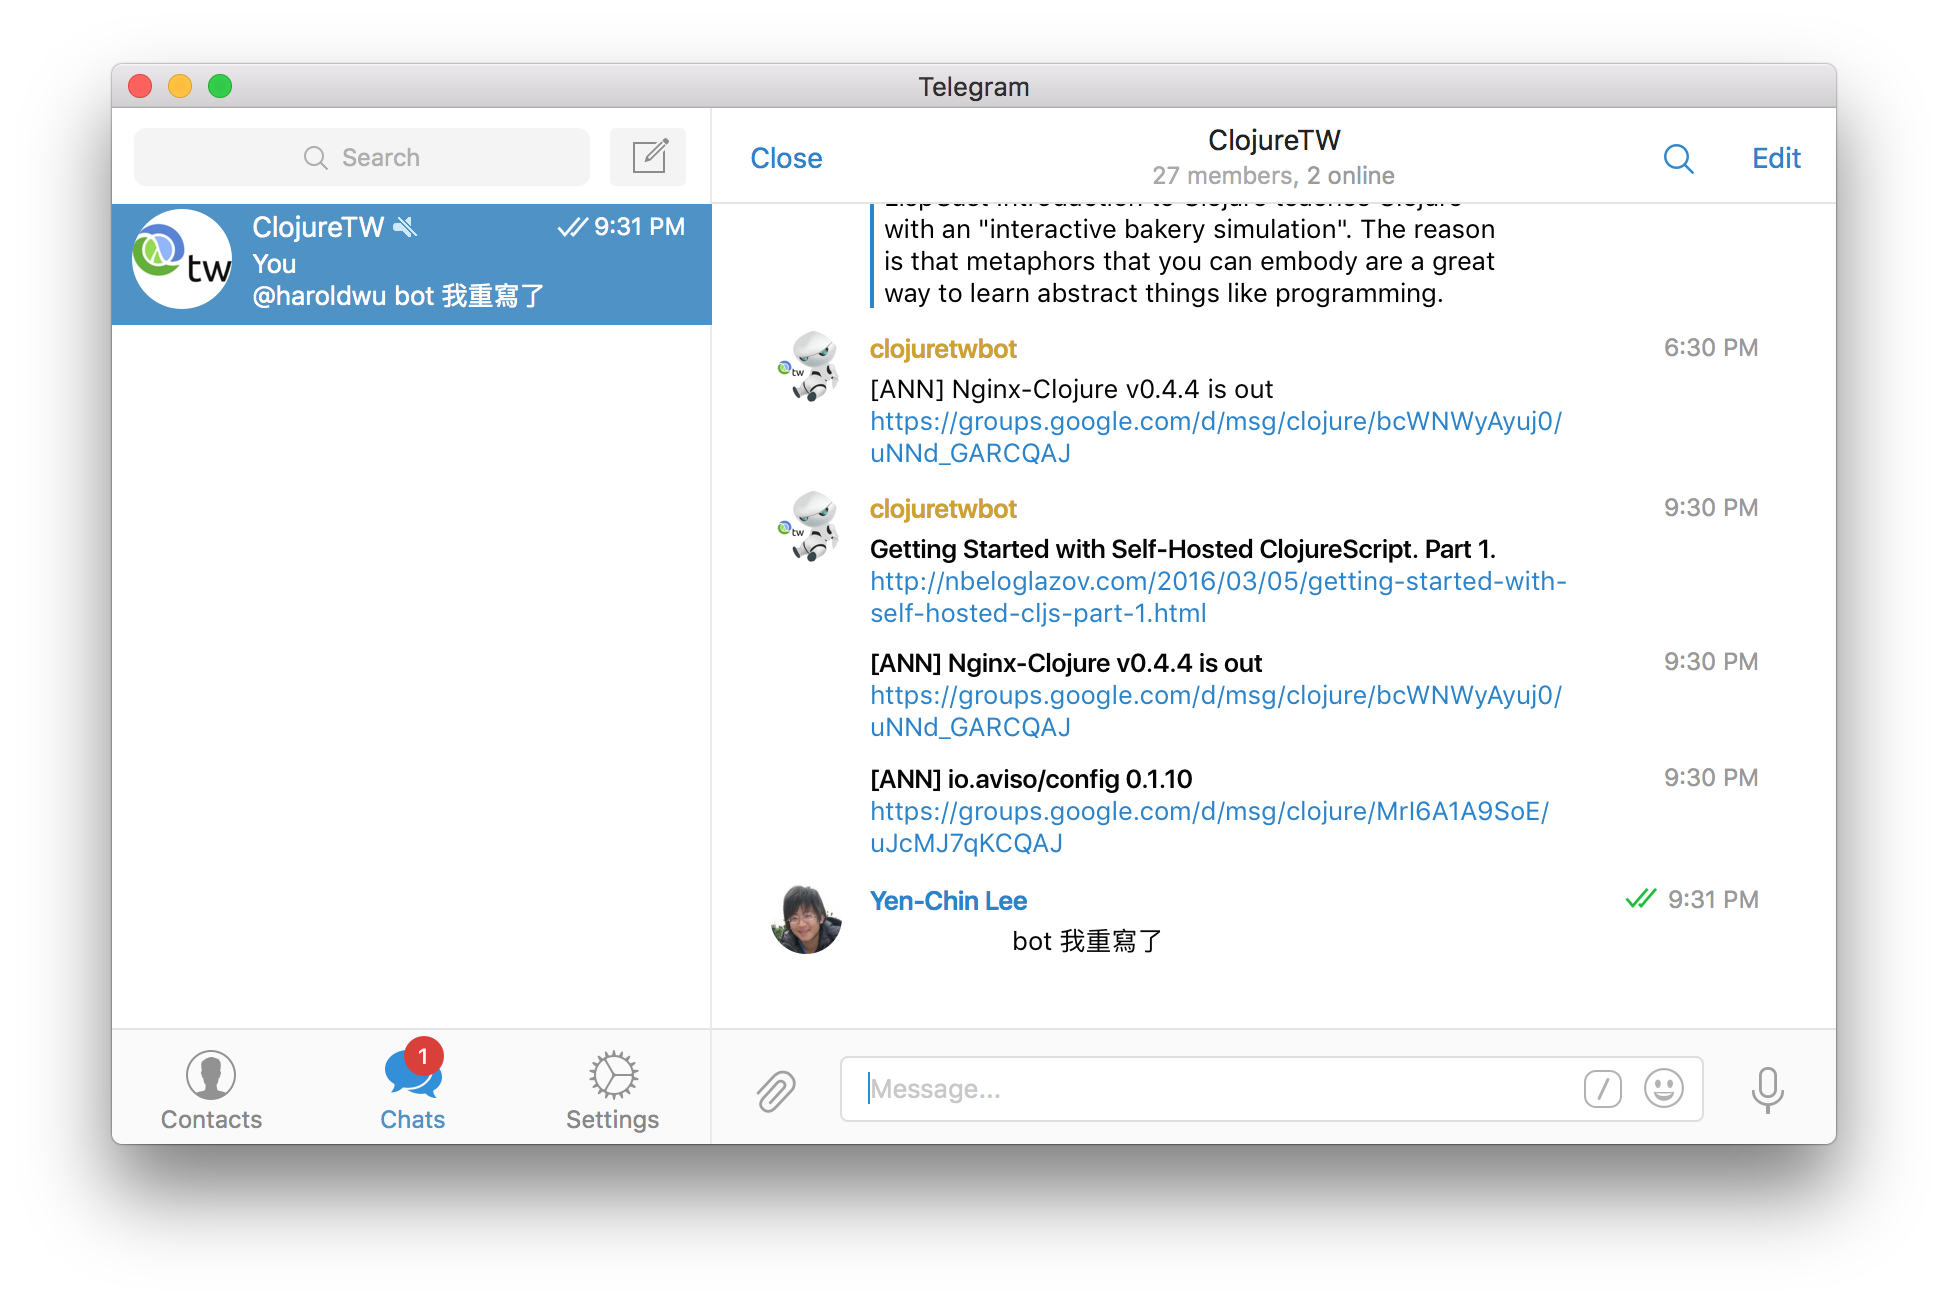 Telegram
Search
ClojureTW
9:31 PM
You
@haroldwu bot 我重寫了
tw
Close
ClojureTW
27 members, 2 online
Edit
with an "interactive bakery simulation". The reason
is that metaphors that you can embody are a great
way to learn abstract things like programming.
clojuretwbot
6:30 PM
tw
[ANN] Nginx-Clojure v0.4.4 is out
https://groups.google.com/d/msg/clojure/bcWNWyAyuj0/
uNNd_GARCQAJ
clojuretwbot
9:30 PM
tw
Getting Started with Self-Hosted ClojureScript. Part 1.
http://nbeloglazov.com/2016/03/05/getting-started-with-
self-hosted-cljs-part-1.html
[ANN] Nginx-Clojure v0.4.4 is out
9:30 PM
https://groups.google.com/d/msg/clojure/bcWNWyAyuj0/
uNNd_GARCQAJ
[ANN] io.aviso/config 0.1.10
9:30 PM
https://groups.google.com/d/msg/clojure/MrI6A1A9SoE/
uJcMJ7qKCQAJ
Yen-Chin Lee
9:31 PM
bot 我重寫了
1
Contacts
Chats
Settings
Message...
/